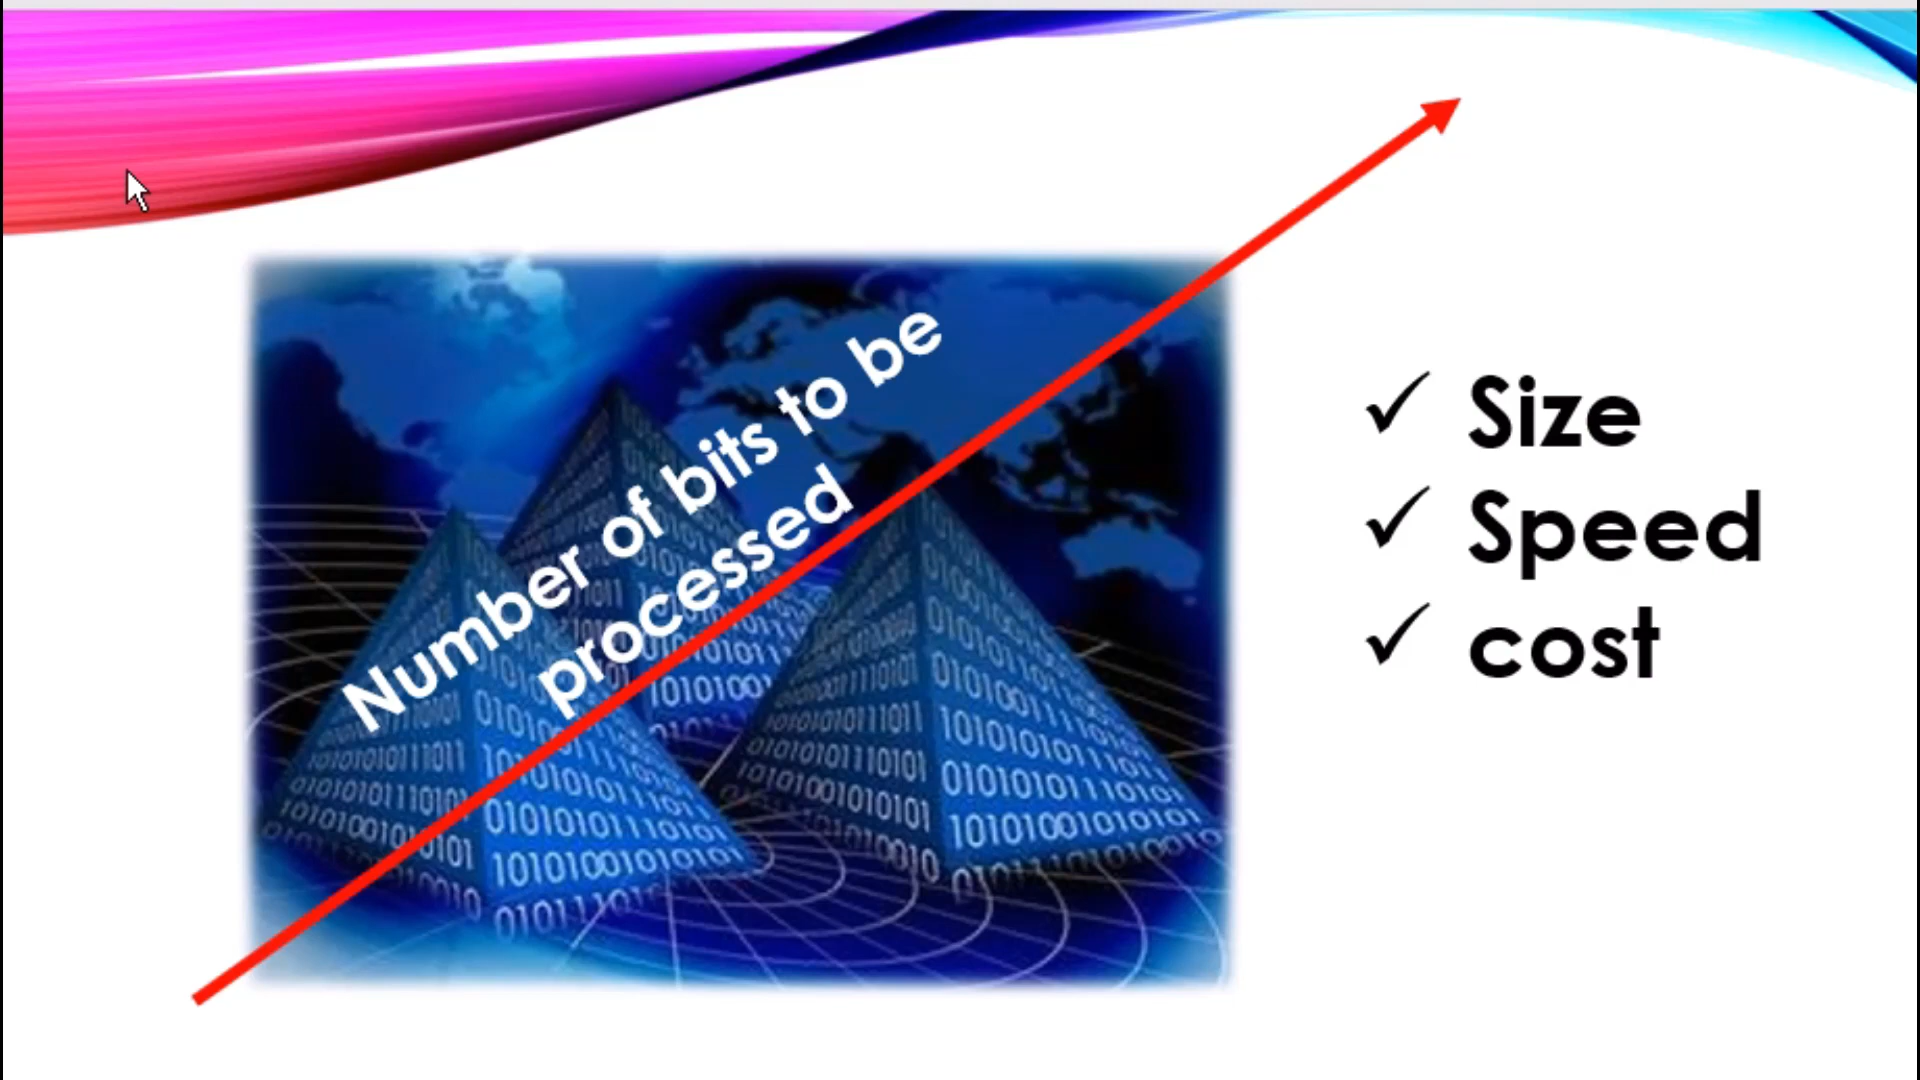 Number of bits to be
processed
✓ Size
✓ Speed
✓ cost